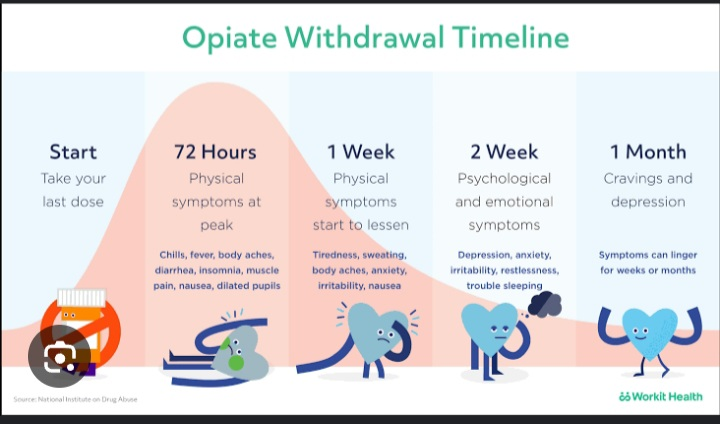 Opiate Withdrawal Timeline
Start
Take your
last dose
72 Hours
Physical
symptoms at
peak
Chills, fever, body aches,
diarrhea, insomnia, muscle
pain, nausea, dilated pupils
1 Week
Physical
symptoms
start to lessen
Tiredness, sweating,
body aches, anxiety,
irritability, nausea
2 Week
Psychological
and emotional
symptoms
Depression, anxiety,
irritability, restlessness,
trouble sleeping
1 Month
Cravings and
depression
Symptoms can linger
for weeks or months
Source: National Institute on Drug Abuse
Workit Health